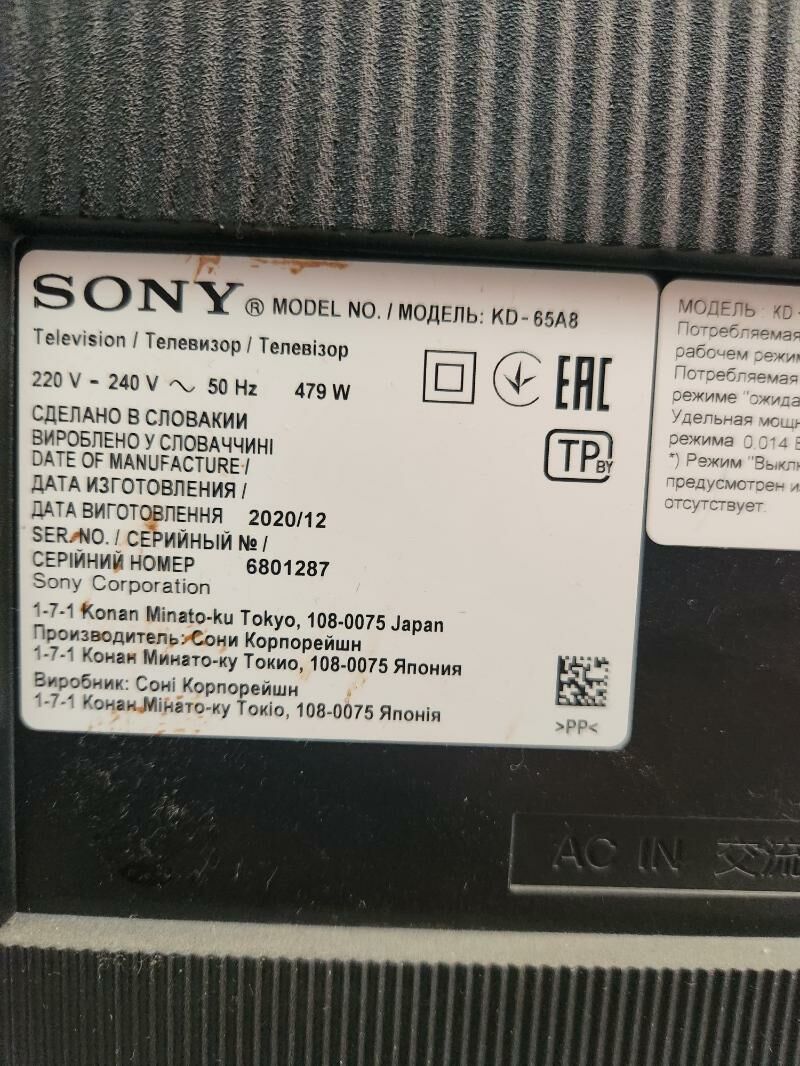 SONY® MODEL NO. / МОДЕЛЬ: KD-65A8
Television / Телевизор / Телевізор
220 V - 240 V ~ 50 Hz 479 W
EAC
СДЕЛАНО В СЛОВАКИИ
ВИРОБЛЕНО У СЛОВАЧЧИНІ
DATE OF MANUFACTURE /
ДАТА ИЗГОТОВЛЕНИЯ /
ДАТА ВИГОТОВЛЕННЯ 2020/12
TP BY
SER. NO. / СЕРИЙНЫЙ № /
СЕРІЙНИЙ НОМЕР 6801287
Sony Corporation
1-7-1 Konan Minato-ku Tokyo, 108-0075 Japan
Производитель: Сони Корпорейшн
1-7-1 Конан Минато-ку Токио, 108-0075 Япония
Виробник: Соні Корпорейшн
1-7-1 Конан Мінато-ку Токіо, 108-0075 Японія
>PP<
МОДЕЛЬ : KD-
Потребляемая
рабочем режим
Потребляемая
режиме "ожида
Удельная мощн
режима 0.014 В
*) Режим "Выклю
предусмотрен и
отсутствует.
AC IN 交流